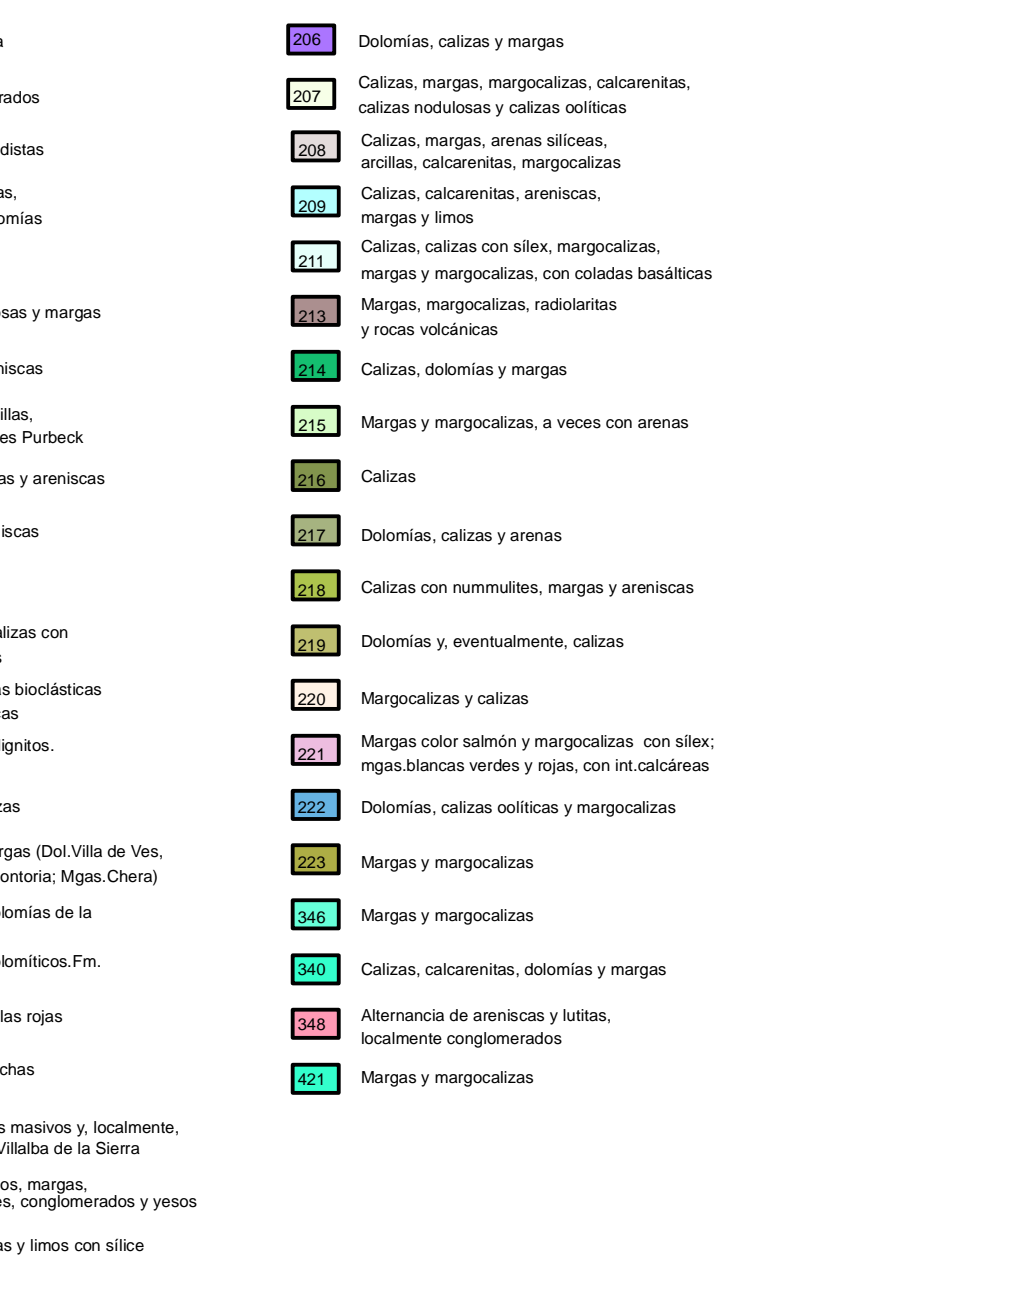 a
rados
distas
as,
omías
osas y margas
niscas
illas,
es Purbeck
as y areniscas
iscas
alizas con
s
as bioclásticas
cas
lignitos.
zas
rgas (Dol.Villa de Ves,
ontoria; Mgas.Chera)
olomías de la
olomíticos.Fm.
las rojas
chas
s masivos y, localmente,
Villalba de la Sierra
os, margas,
es, conglomerados y yesos
as y limos con sílice
206 Dolomías, calizas y margas
207 Calizas, margas, margocalizas, calcarenitas,
calizas nodulosas y calizas oolíticas
208 Calizas, margas, arenas silíceas,
arcillas, calcarenitas, margocalizas
209 Calizas, calcarenitas, areniscas,
margas y limos
211 Calizas, calizas con sílex, margocalizas,
margas y margocalizas, con coladas basálticas
213 Margas, margocalizas, radiolaritas
y rocas volcánicas
214 Calizas, dolomías y margas
215 Margas y margocalizas, a veces con arenas
216 Calizas
217 Dolomías, calizas y arenas
218 Calizas con nummulites, margas y areniscas
219 Dolomías y, eventualmente, calizas
220 Margocalizas y calizas
221 Margas color salmón y margocalizas  con sílex;
mgas.blancas verdes y rojas, con int.calcáreas
222 Dolomías, calizas oolíticas y margocalizas
223 Margas y margocalizas
346 Margas y margocalizas
340 Calizas, calcarenitas, dolomías y margas
348 Alternancia de areniscas y lutitas,
localmente conglomerados
421 Margas y margocalizas